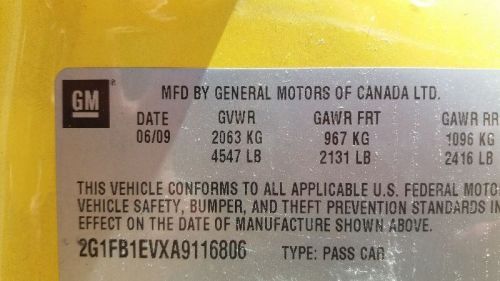 GM ® MFD BY GENERAL MOTORS OF CANADA LTD.
DATE GVWR GAWR FRT GAWR RR
06/09 2063 KG 967 KG 1096 KG
4547 LB 2131 LB 2416 LB
THIS VEHICLE CONFORMS TO ALL APPLICABLE U.S. FEDERAL MOTO
VEHICLE SAFETY, BUMPER, AND THEFT PREVENTION STANDARDS IN
EFFECT ON THE DATE OF MANUFACTURE SHOWN ABOVE.
2G1FB1EVXA9116806 TYPE: PASS CAR